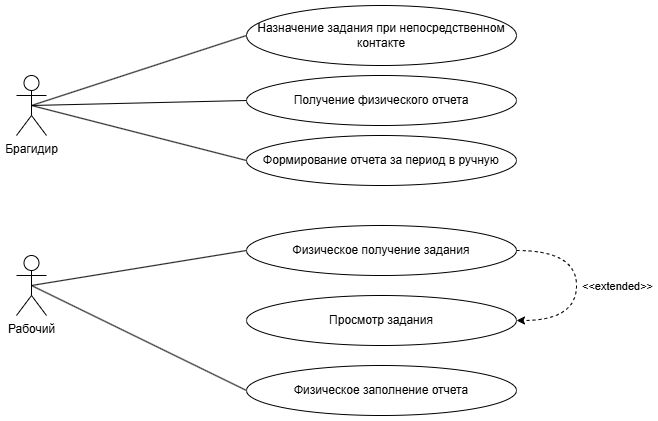 Назначение задания при непосредственном
контакте
Получение физического отчета
Брагидир
Формирование отчета за период в ручную
Физическое получение задания
<<extended>>
Просмотр задания
Рабочий
Физическое заполнение отчета